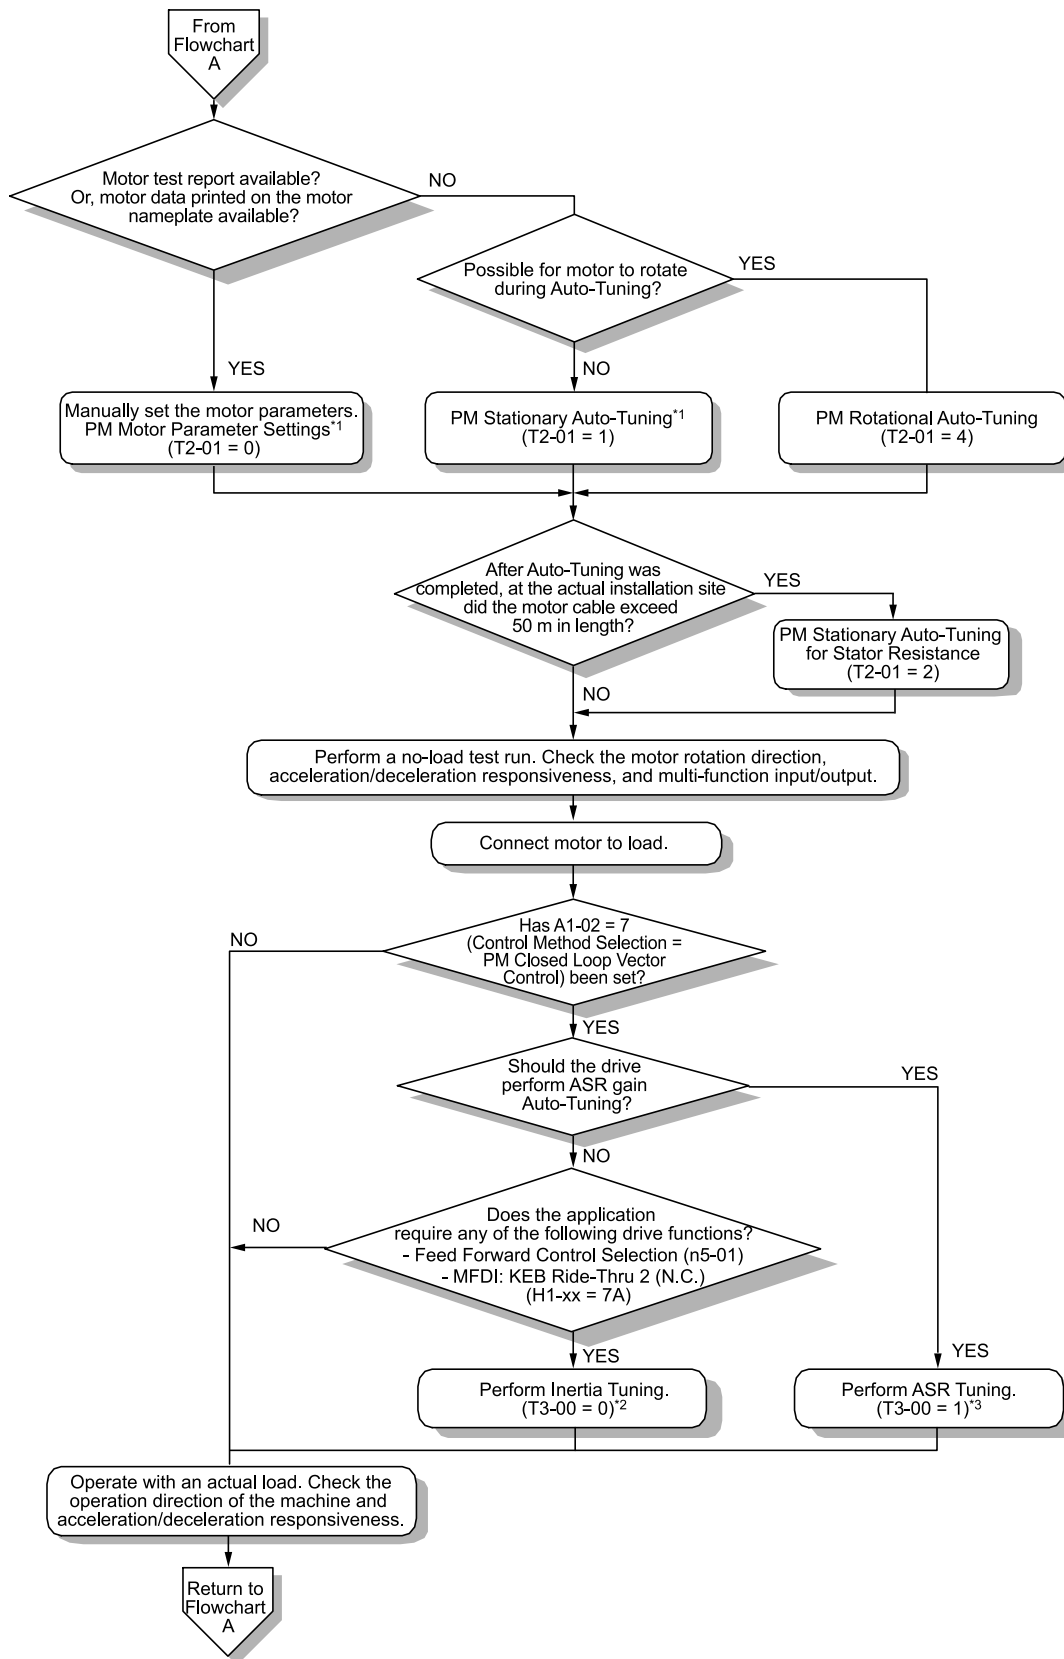 From
Flowchart
A
Motor test report available?
Or, motor data printed on the motor
nameplate available?
NO
Possible for motor to rotate
during Auto-Tuning?
YES
YES
NO
Manually set the motor parameters.
PM Motor Parameter Settings*1
(T2-01 = 0)
PM Stationary Auto-Tuning*1
(T2-01 = 1)
PM Rotational Auto-Tuning
(T2-01 = 4)
After Auto-Tuning was
completed, at the actual installation site
did the motor cable exceed
50 m in length?
YES
PM Stationary Auto-Tuning
for Stator Resistance
(T2-01 = 2)
NO
Perform a no-load test run. Check the motor rotation direction,
acceleration/deceleration responsiveness, and multi-function input/output.
Connect motor to load.
Has A1-02 = 7
(Control Method Selection =
PM Closed Loop Vector
Control) been set?
NO
YES
Should the drive
perform ASR gain
Auto-Tuning?
YES
NO
Does the application
require any of the following drive functions?
- Feed Forward Control Selection (n5-01)
- MFDI: KEB Ride-Thru 2 (N.C.)
(H1-xx = 7A)
NO
YES
YES
Perform Inertia Tuning.
(T3-00 = 0)*2
Perform ASR Tuning.
(T3-00 = 1)*3
Operate with an actual load. Check the
operation direction of the machine and
acceleration/deceleration responsiveness.
Return to
Flowchart
A